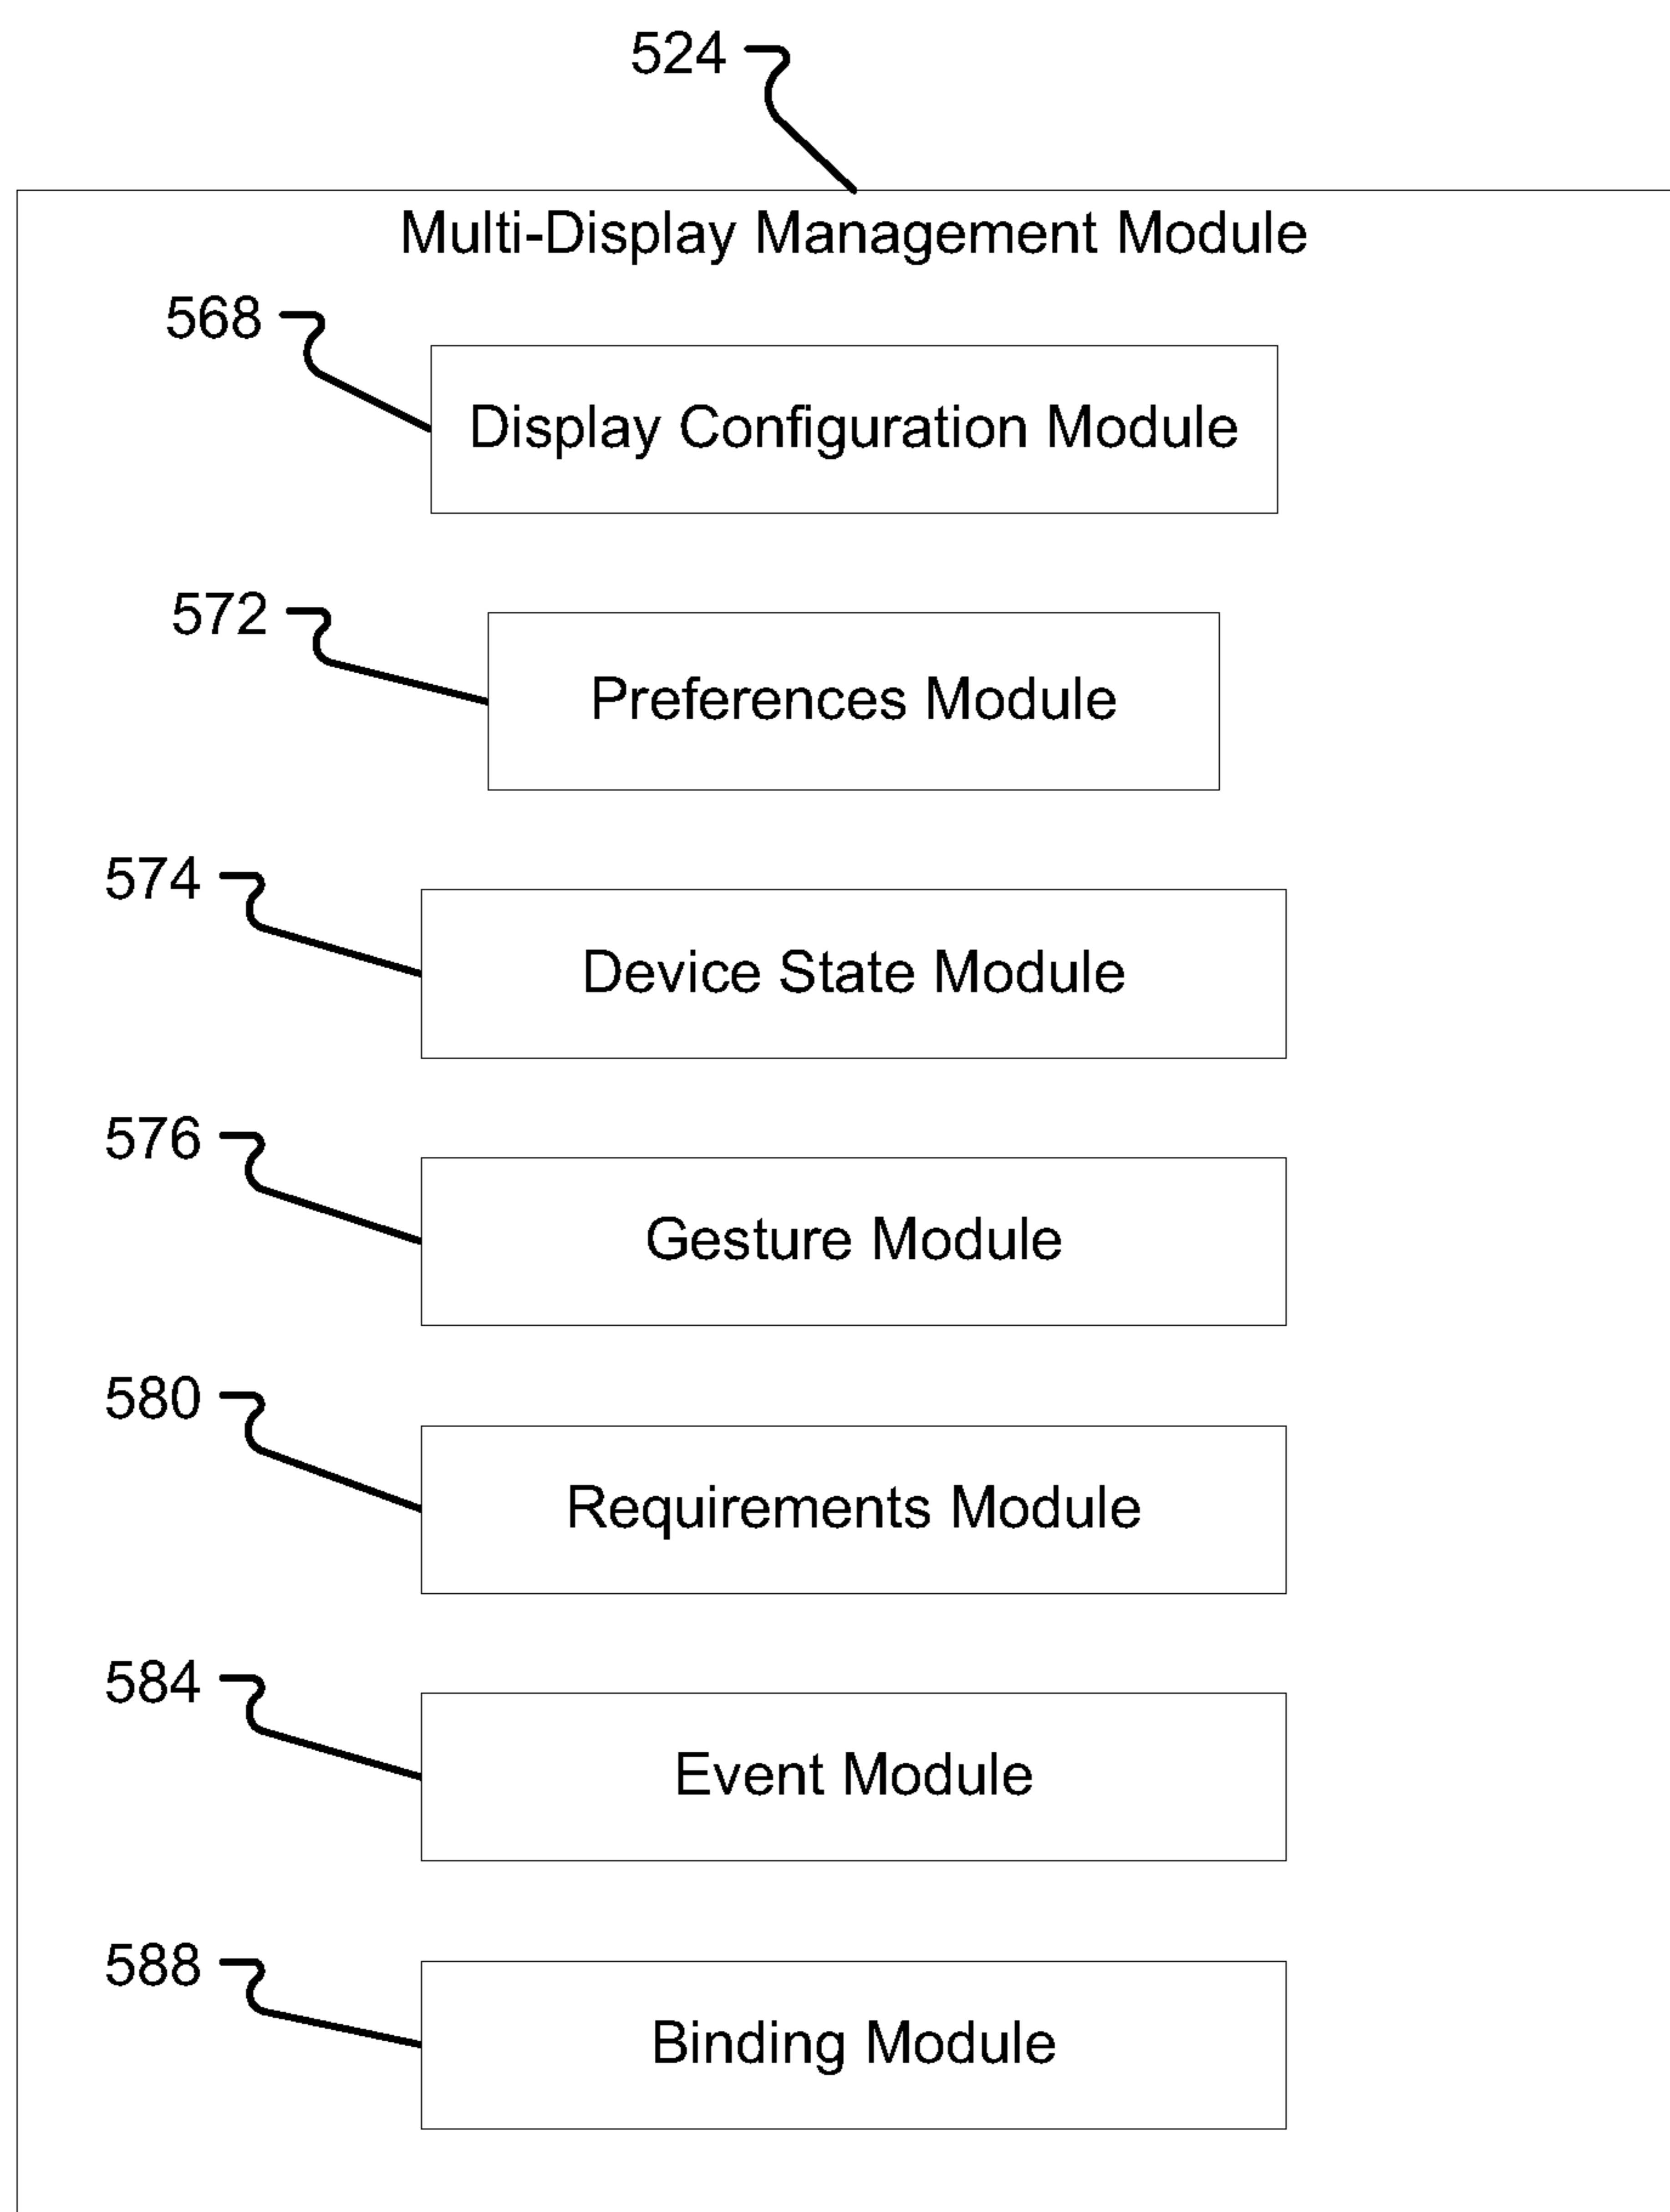 524
Multi-Display Management Module
568
Display Configuration Module
572
Preferences Module
574
Device State Module
576
Gesture Module
580
Requirements Module
584
Event Module
588
Binding Module